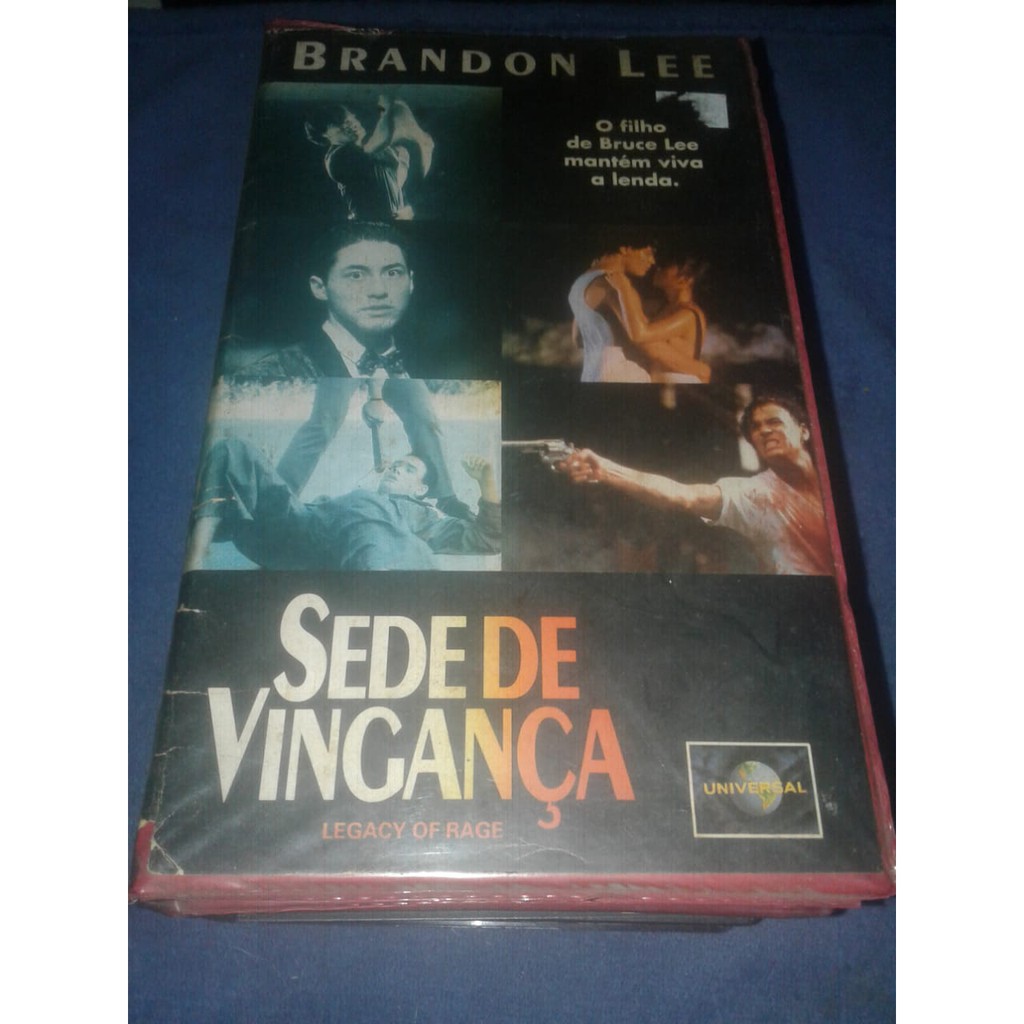 BRANDON LEE
O filho
de Bruce Lee
mantém viva
a lenda.
SEDE DE
VINGANÇA
LEGACY OF RAGE
UNIVERSAL